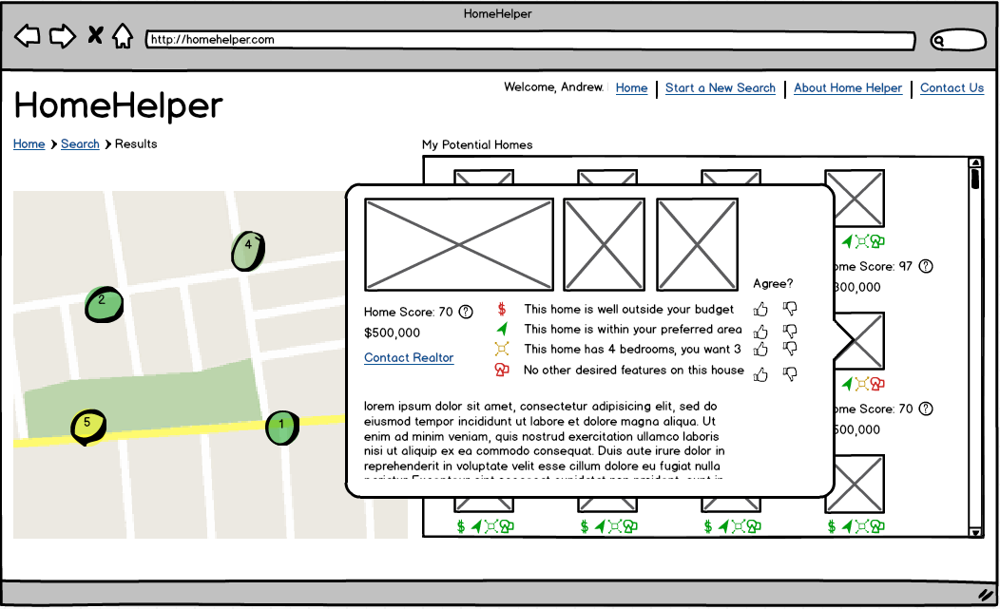 HomeHelper
http://homehelper.com
Welcome, Andrew. Home Start a New Search About Home Helper Contact Us
HomeHelper
Home Search Results
My Potential Homes
4
2
5
1
Agree?
Home Score: 70 ?
$500,000
Contact Realtor
$ This home is well outside your budget
This home is within your preferred area
This home has 4 bedrooms, you want 3
No other desired features on this house
lorem ipsum dolor sit amet, consectetur adipisicing elit, sed do
eiusmod tempor incididunt ut labore et dolore magna aliqua. Ut
enim ad minim veniam, quis nostrud exercitation ullamco laboris
nisi ut aliquip ex ea commodo consequat. Duis aute irure dolor in
reprehenderit in voluptate velit esse cillum dolore eu fugiat nulla
ome Score: 97 ?
300,000
ome Score: 70 ?
500,000
$ $ $ $